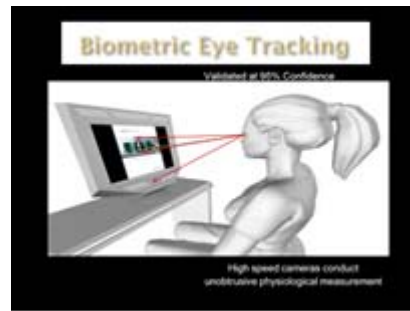 Biometric Eye Tracking
Validated at 95% Confidence
High speed cameras conduct
unobtrusive physiological measurement